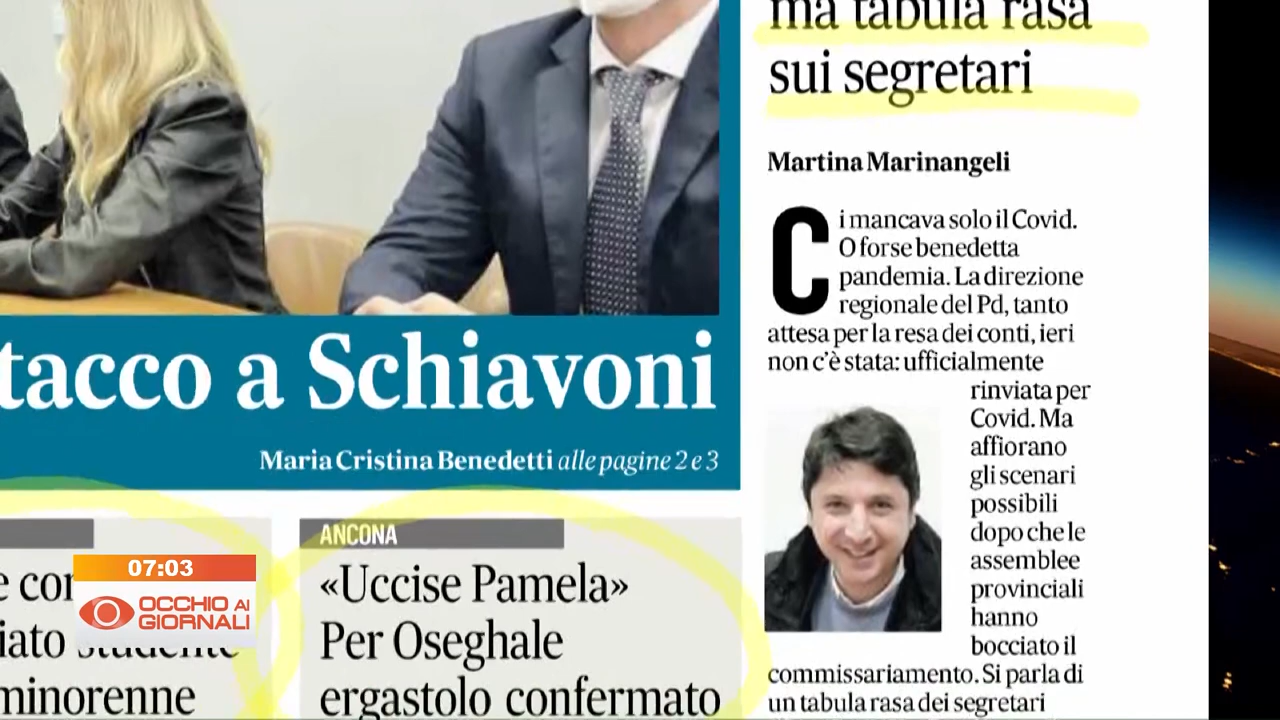 ma tabula rasa
sui segretari
Martina Marinangeli
Ci mancava solo il Covid.
O forse benedetta
pandemia. La direzione
regionale del Pd, tanto
attesa per la resa dei conti, ieri
non c'è stata: ufficialmente
rinviata per
Covid. Ma
affiorano
gli scenari
possibili
dopo che le
assemblee
provinciali
hanno
bocciato il
commissariamento. Si parla di
un tabula rasa dei segretari
tacco a Schiavoni
Maria Cristina Benedetti alle pagine 2 e 3
ANCONA
«Uccise Pamela»
Per Oseghale
ergastolo confermato
e con
iato studente
minorenne
07:03
OCCHIO AI
GIORNALI